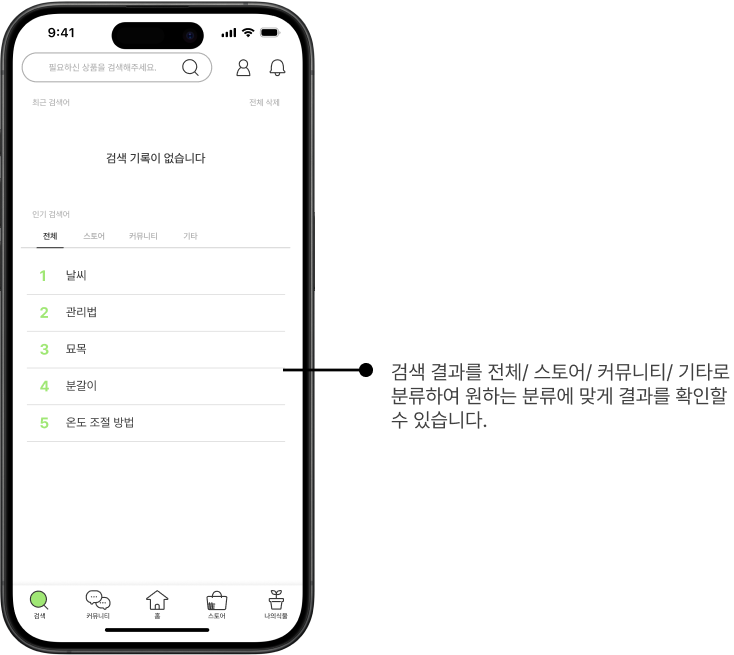 9:41
필요하신 상품을 검색해주세요.
최근 검색어 전체 삭제
검색 기록이 없습니다
인기 검색어
전체 스토어 커뮤니티 기타
1 날씨
2 관리법
3 묘목
4 분갈이
5 온도 조절 방법
검색 결과를 전체/ 스토어/ 커뮤니티/ 기타로
분류하여 원하는 분류에 맞게 결과를 확인할
수 있습니다.
검색 커뮤니티 홈 스토어 나의식물